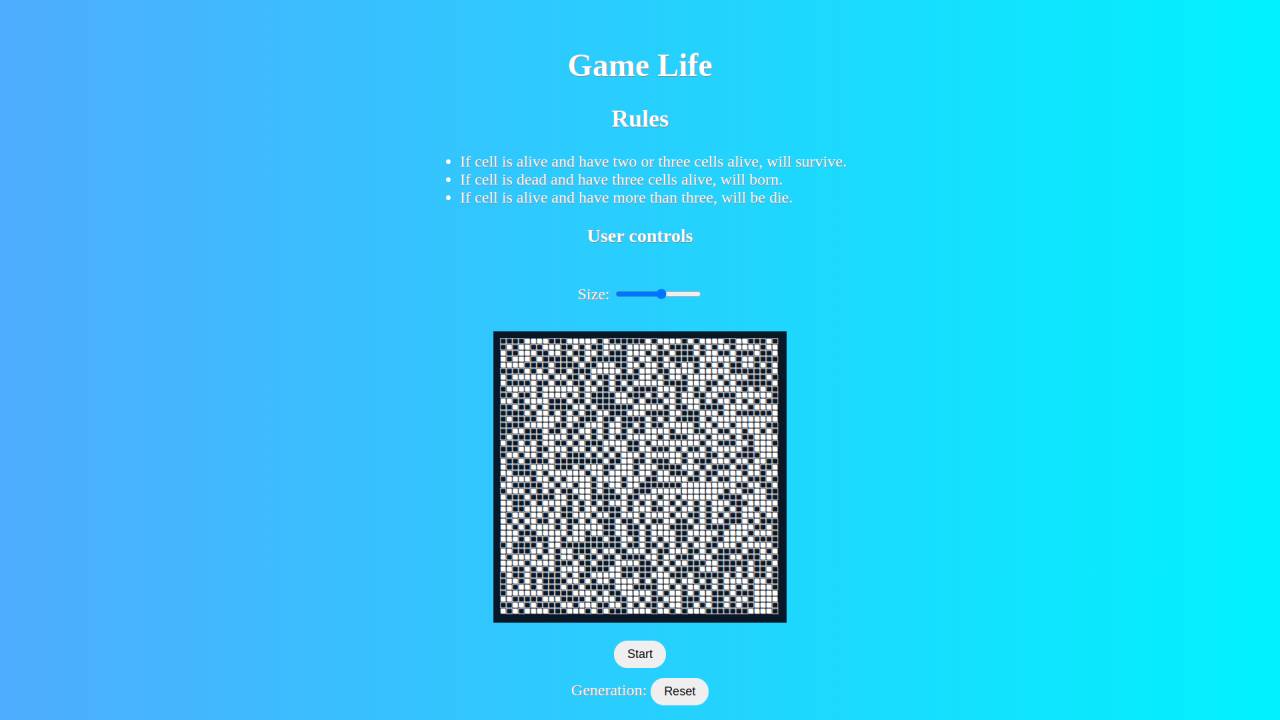 Game Life
Rules
If cell is alive and have two or three cells alive, will survive.
If cell is dead and have three cells alive, will born.
If cell is alive and have more than three, will be die.
User controls
Size:
Start
Generation: Reset